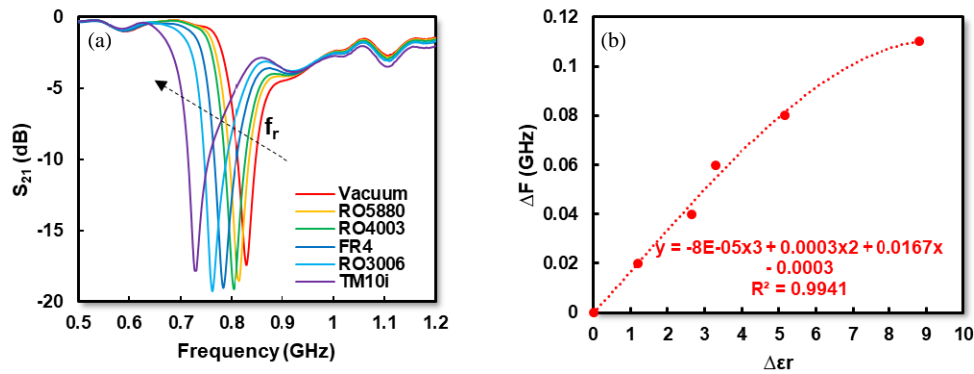 (a)
S21 (dB)
0
-5
-10
-15
-20
fr
Vacuum
RO5880
RO4003
FR4
RO3006
TM10i
0.5 0.6 0.7 0.8 0.9 1 1.1 1.2
Frequency (GHz)
(b)
ΔF (GHz)
0.12
0.1
0.08
0.06
0.04
0.02
0
y = -8E-05x3 + 0.0003x2 + 0.0167x
- 0.0003
R² = 0.9941
0 1 2 3 4 5 6 7 8 9 10
Δεr